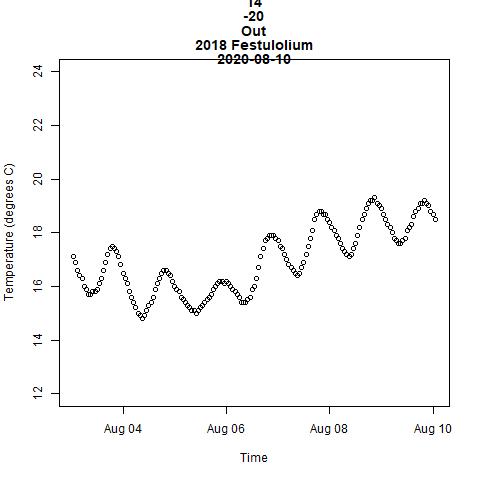 14
-20
Out
2018 Festulolium
2020-08-10
24
22
20
18
16
14
12
Temperature (degrees C)
Aug 04
Aug 06
Aug 08
Aug 10
Time